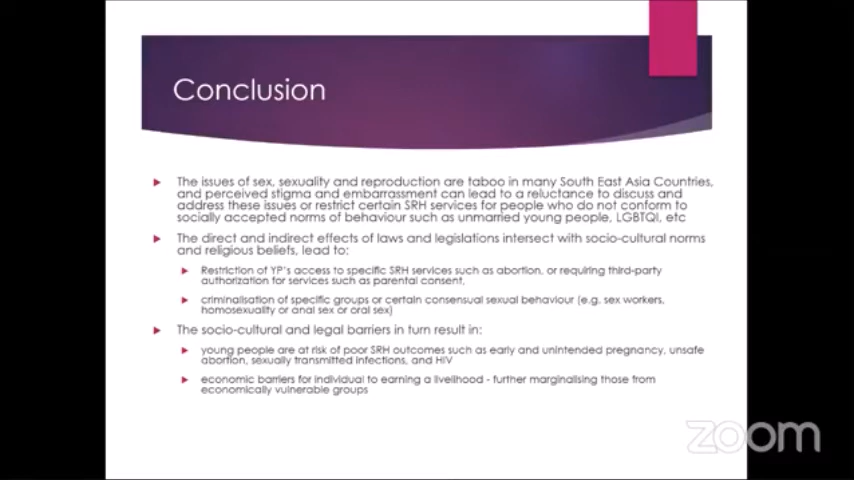 Conclusion
The issues of sex, sexuality and reproduction are taboo in many South East Asia Countries,
and perceived stigma and embarrassment can lead to a reluctance to discuss and
address these issues or restrict certain SRH services for people who do not conform to
socially accepted norms of behaviour such as unmarried young people, LGBTQI, etc
The direct and indirect effects of laws and legislations intersect with socio-cultural norms
and religious beliefs, lead to:
Restriction of YP's access to specific SRH services such as abortion, or requiring third-party
authorization for services such as parental consent,
criminalisation of specific groups or certain consensual sexual behaviour (e.g. sex workers,
homosexuality or anal sex or oral sex)
The socio-cultural and legal barriers in turn result in:
young people are at risk of poor SRH outcomes such as early and unintended pregnancy, unsafe
abortion, sexually transmitted infections, and HIV
economic barriers for individual to earning a livelihood - further marginalising those from
economically vulnerable groups
zoom